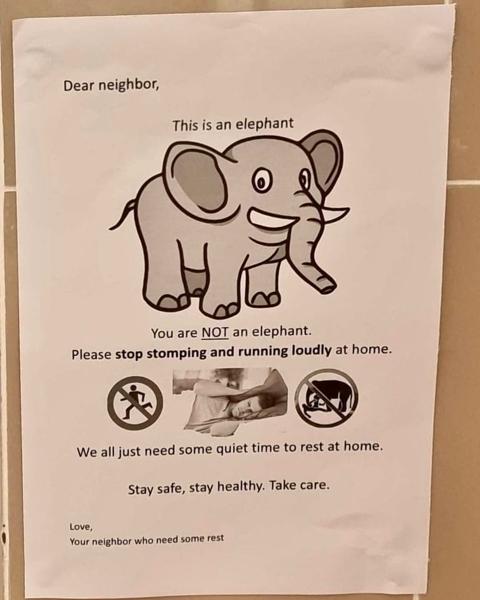 Dear neighbor,
This is an elephant
You are NOT an elephant.
Please stop stomping and running loudly at home.
We all just need some quiet time to rest at home.
Stay safe, stay healthy. Take care.
Love,
Your neighbor who need some rest